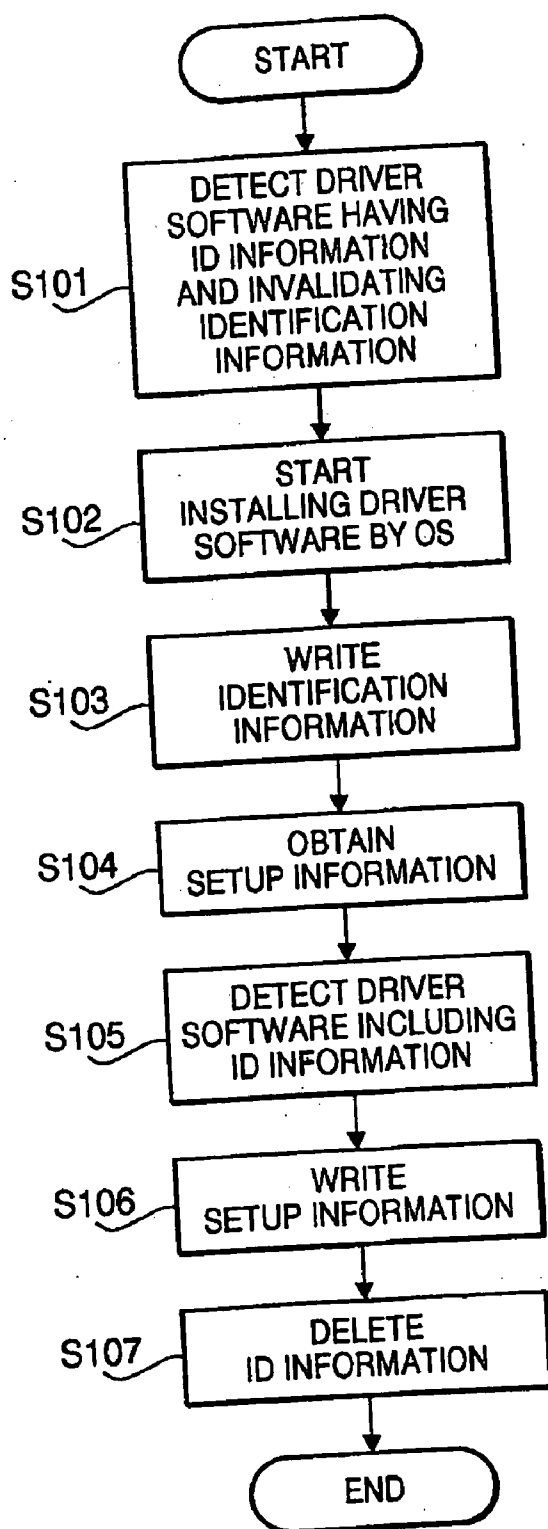 START
DETECT DRIVER
SOFTWARE HAVING
ID INFORMATION
AND INVALIDATING
IDENTIFICATION
INFORMATION
S101
START
INSTALLING DRIVER
SOFTWARE BY OS
S102
WRITE
IDENTIFICATION
INFORMATION
S103
OBTAIN
SETUP INFORMATION
S104
DETECT DRIVER
SOFTWARE INCLUDING
ID INFORMATION
S105
WRITE
SETUP INFORMATION
S106
DELETE
ID INFORMATION
S107
END